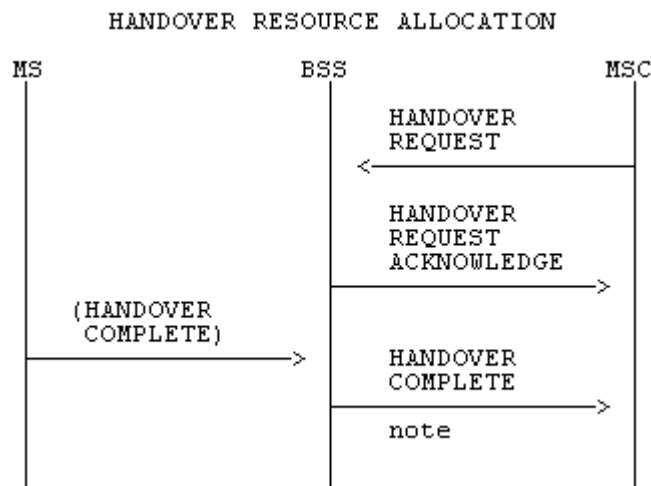 HANDOVER RESOURCE ALLOCATION
MS BSS MSC
HANDOVER
REQUEST
HANDOVER
REQUEST
ACKNOWLEDGE
(HANDOVER
COMPLETE)
HANDOVER
COMPLETE
note